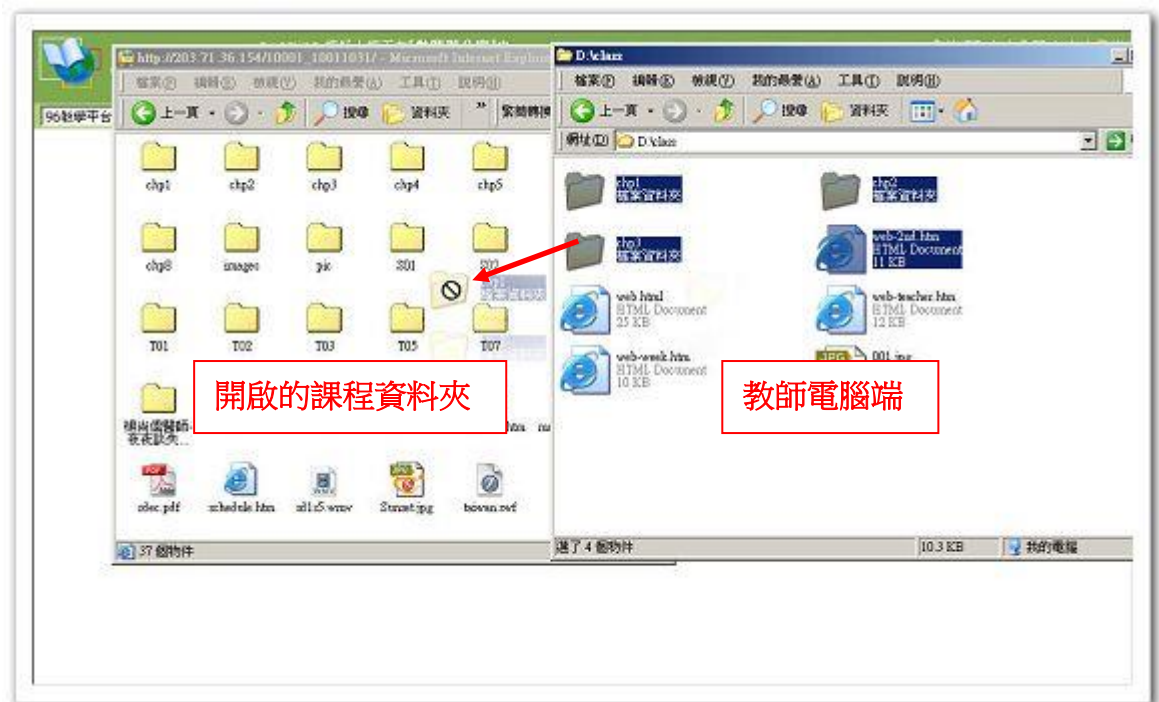 http://203.71.36.154/10001_10011031/ - Microsoft Internet Explorer
檔案(F) 編輯(E) 檢視(V) 我的最愛(A) 工具(T) 說明(H)
上一頁 搜尋 資料夾 »
96教學平台
chp1 chp2 chp3 chp4 chp5
chp8 images pic S01 S02
T01 T02 T03 T05 T07
開啟的課程資料夾
odec.pdf schedule.htm sd1r5.wmv Sunset.jpg taiwan.swf
37 個物件
D:\class
檔案(F) 編輯(E) 檢視(V) 我的最愛(A) 工具(T) 說明(H)
上一頁 搜尋 資料夾
網址(D) D:\class
chp1
檔案資料夾
chp2
檔案資料夾
chp3
檔案資料夾
web-2nd.htm
HTML Document
11 KB
web.html
HTML Document
25 KB
web-teacher.htm
HTML Document
12 KB
web-week.htm
HTML Document
10 KB
001.jpg
教師電腦端
選了 4 個物件 10.3 KB 我的電腦